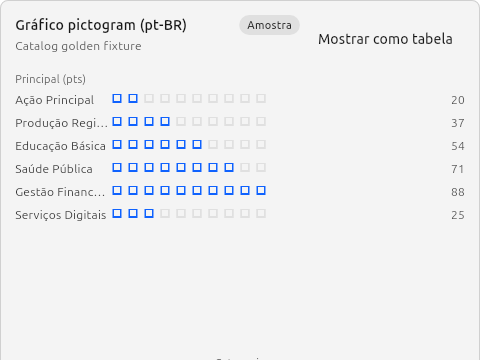 Gráfico pictogram (pt-BR)
Amostra
Mostrar como tabela
Catalog golden fixture
Principal (pts)
Ação Principal 20
Produção Regi... 37
Educação Básica 54
Saúde Pública 71
Gestão Financ... 88
Serviços Digitais 25